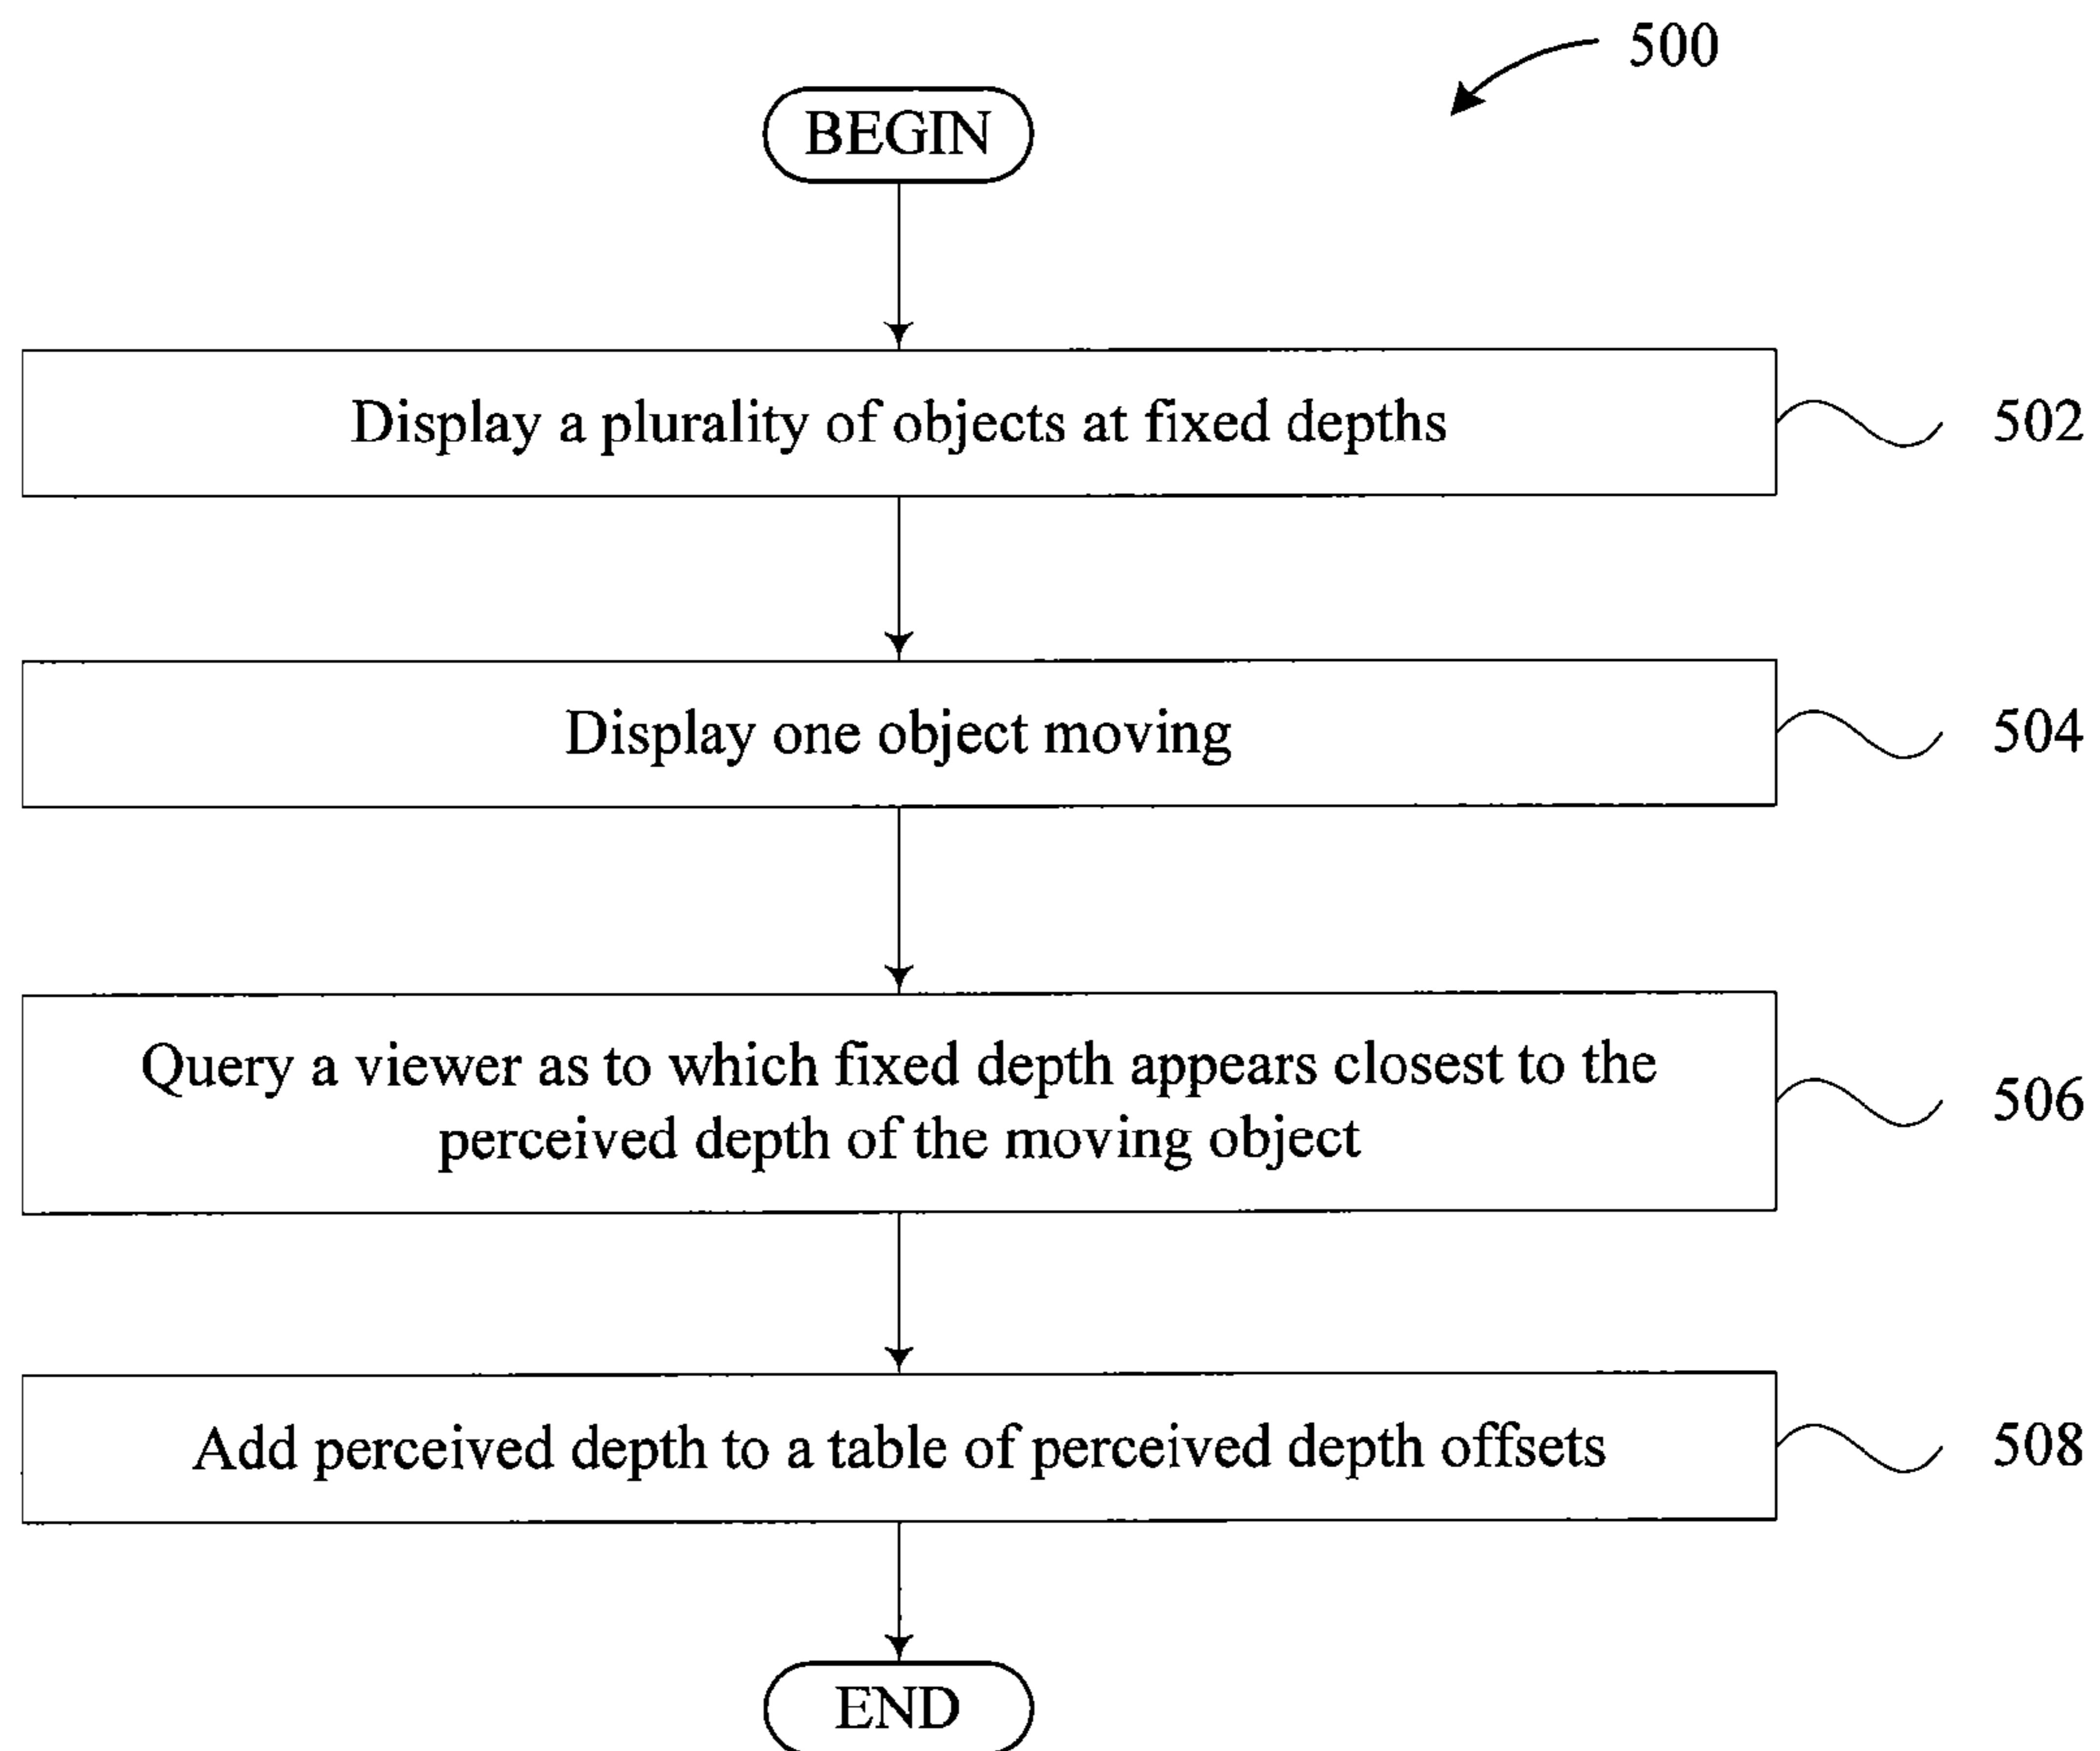 500
BEGIN
Display a plurality of objects at fixed depths
502
Display one object moving
504
Query a viewer as to which fixed depth appears closest to the
perceived depth of the moving object
506
Add perceived depth to a table of perceived depth offsets
508
END